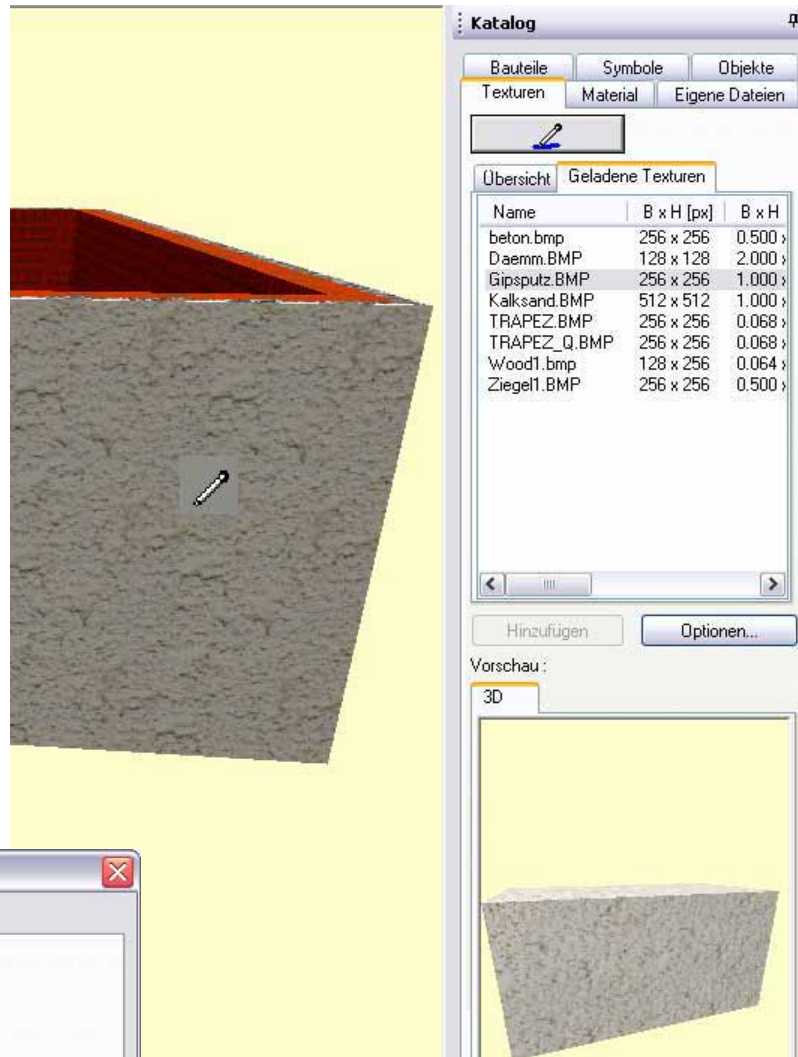 Katalog
Bauteile Symbole Objekte
Texturen Material Eigene Dateien
Übersicht Geladene Texturen
Name B x H [px] B x H
beton.bmp 256 x 256 0.500 x
Daemm.BMP 128 x 128 2.000 x
Gipsputz.BMP 256 x 256 1.000 x
Kalksand.BMP 512 x 512 1.000 x
TRAPEZ.BMP 256 x 256 0.068 x
TRAPEZ_Q.BMP 256 x 256 0.068 x
Wood1.bmp 128 x 256 0.064 x
Ziegel1.BMP 256 x 256 0.500 x
Hinzufügen Optionen...
Vorschau :
3D